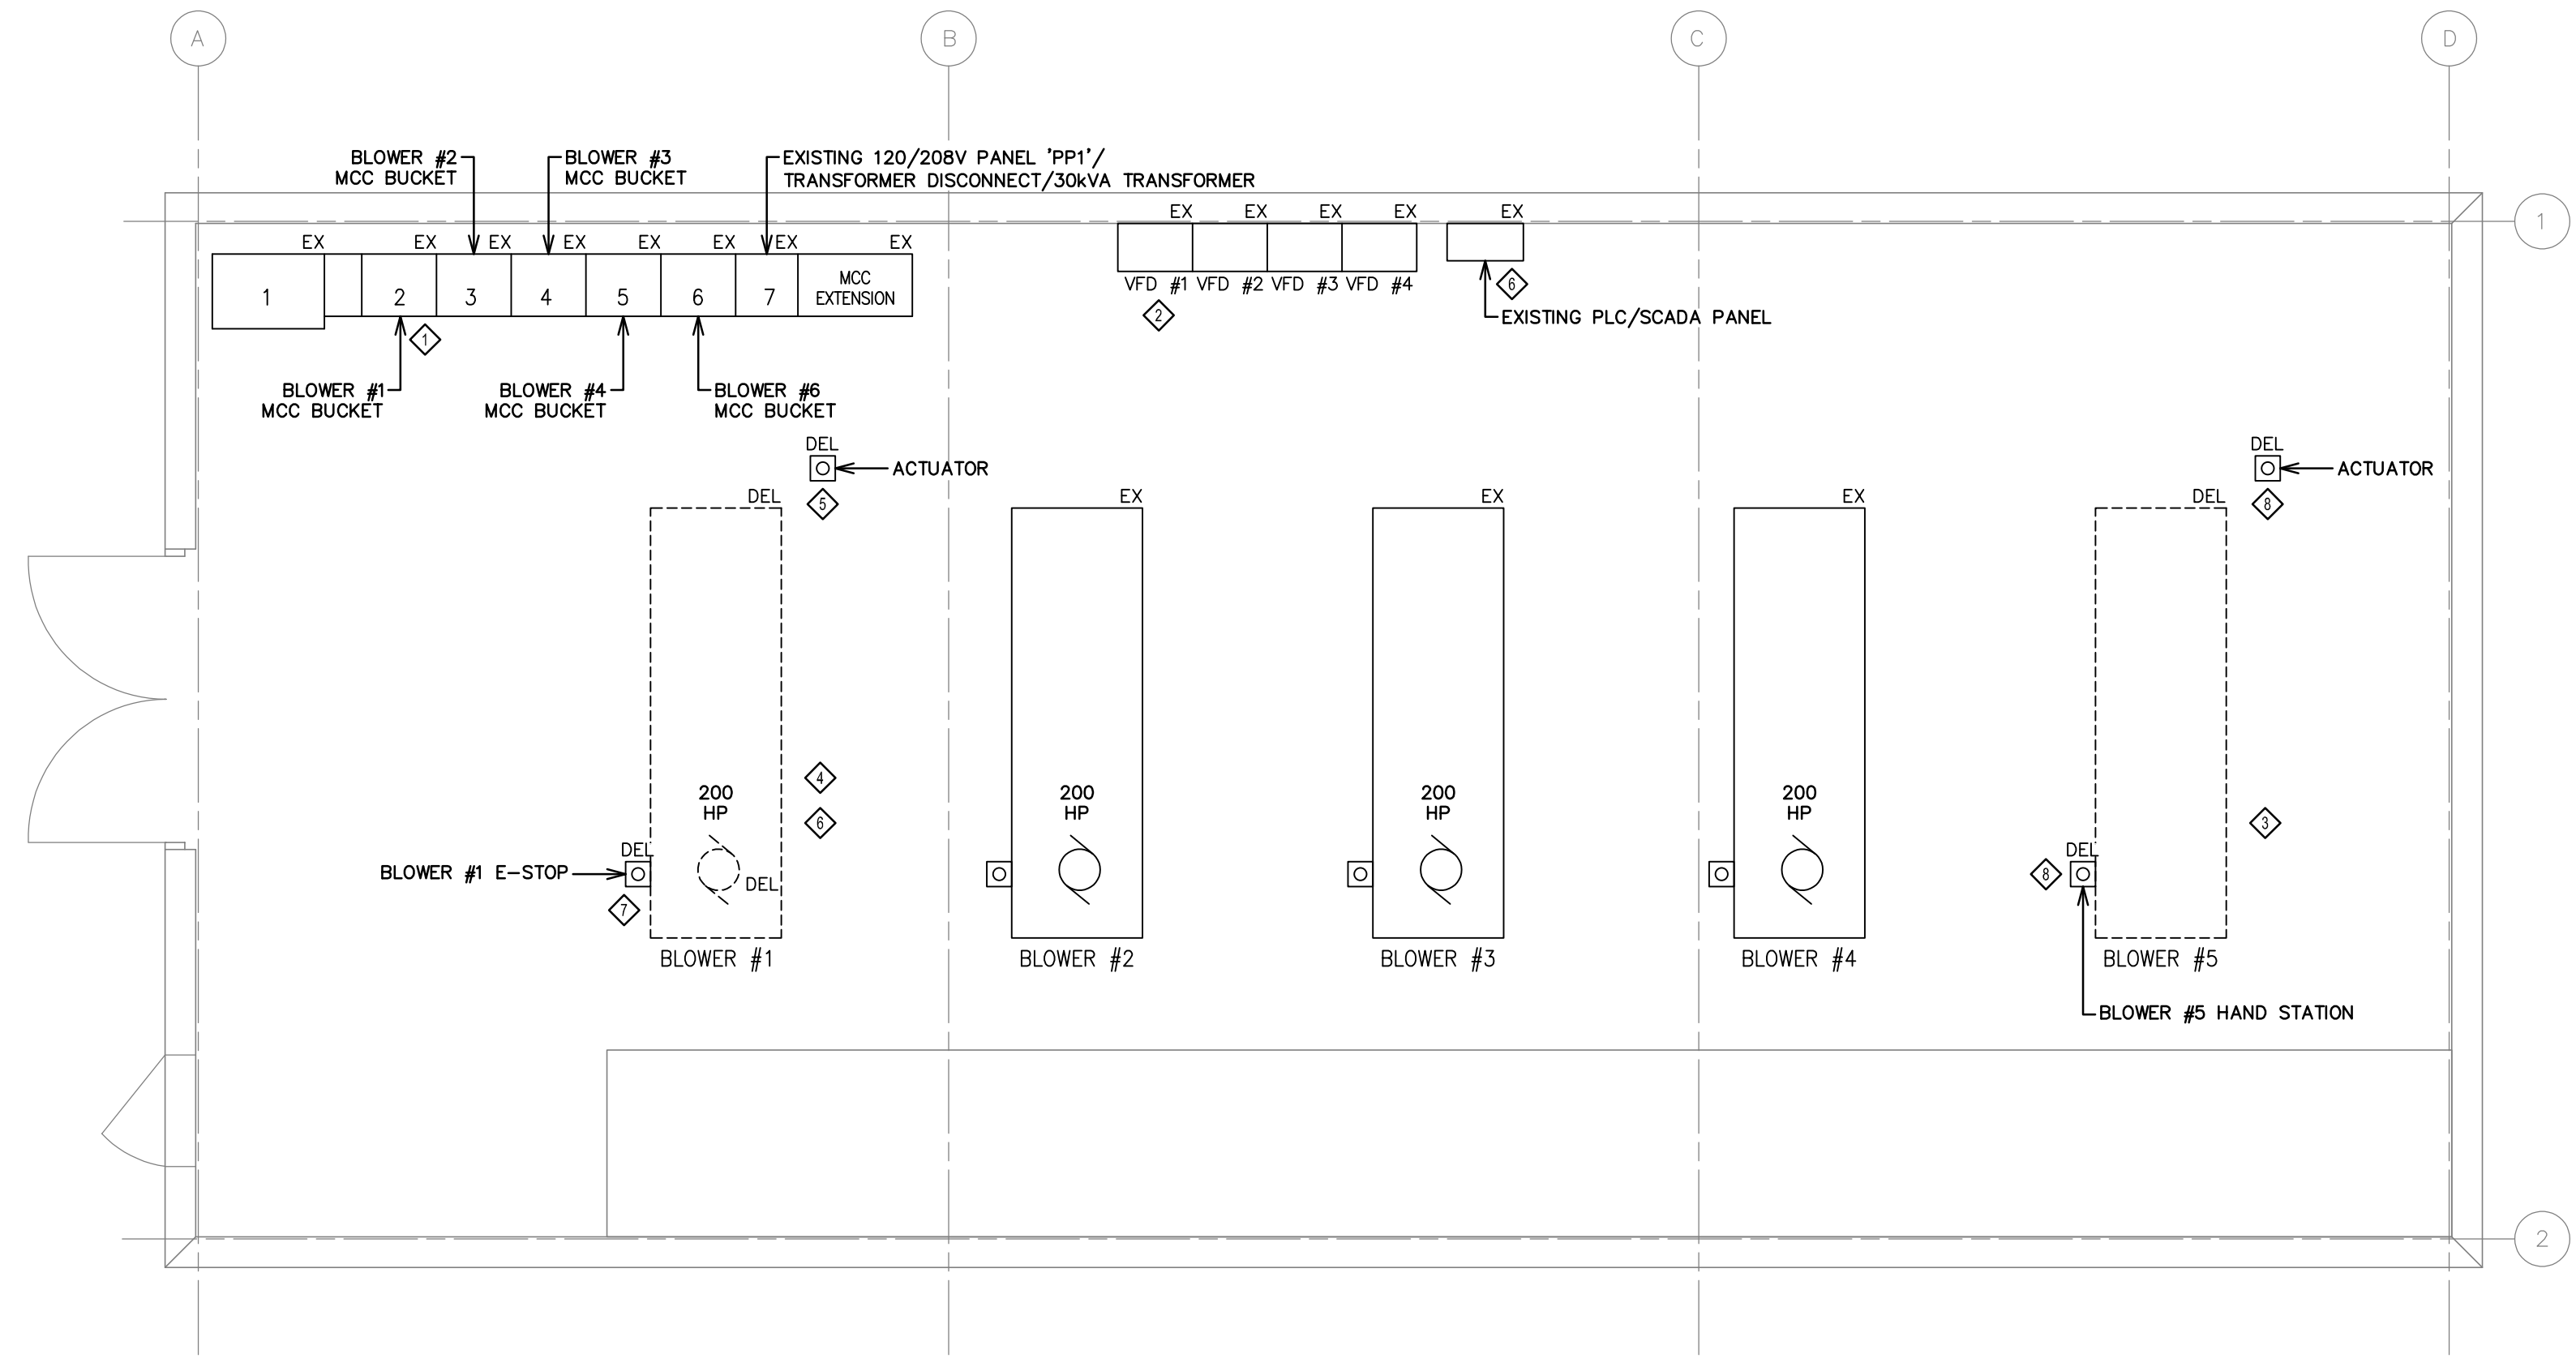 A
B
C
D
BLOWER #2
MCC BUCKET
BLOWER #3
MCC BUCKET
EXISTING 120/208V PANEL 'PP1'/
TRANSFORMER DISCONNECT/30kVA TRANSFORMER
EX EX EX EX EX
1
EX EX EX EX EX EX EX EX
1 2 3 4 5 6 7
MCC
EXTENSION
VFD #1 VFD #2 VFD #3 VFD #4
6
2
EXISTING PLC/SCADA PANEL
1
BLOWER #1
MCC BUCKET
BLOWER #4
MCC BUCKET
BLOWER #6
MCC BUCKET
DEL
ACTUATOR
5
DEL
ACTUATOR
8
DEL
EX
EX
EX
DEL
200
HP
4
6
200
HP
200
HP
200
HP
3
DEL
BLOWER #1 E-STOP
DEL
7
DEL
8
BLOWER #1
BLOWER #2
BLOWER #3
BLOWER #4
BLOWER #5
BLOWER #5 HAND STATION
2